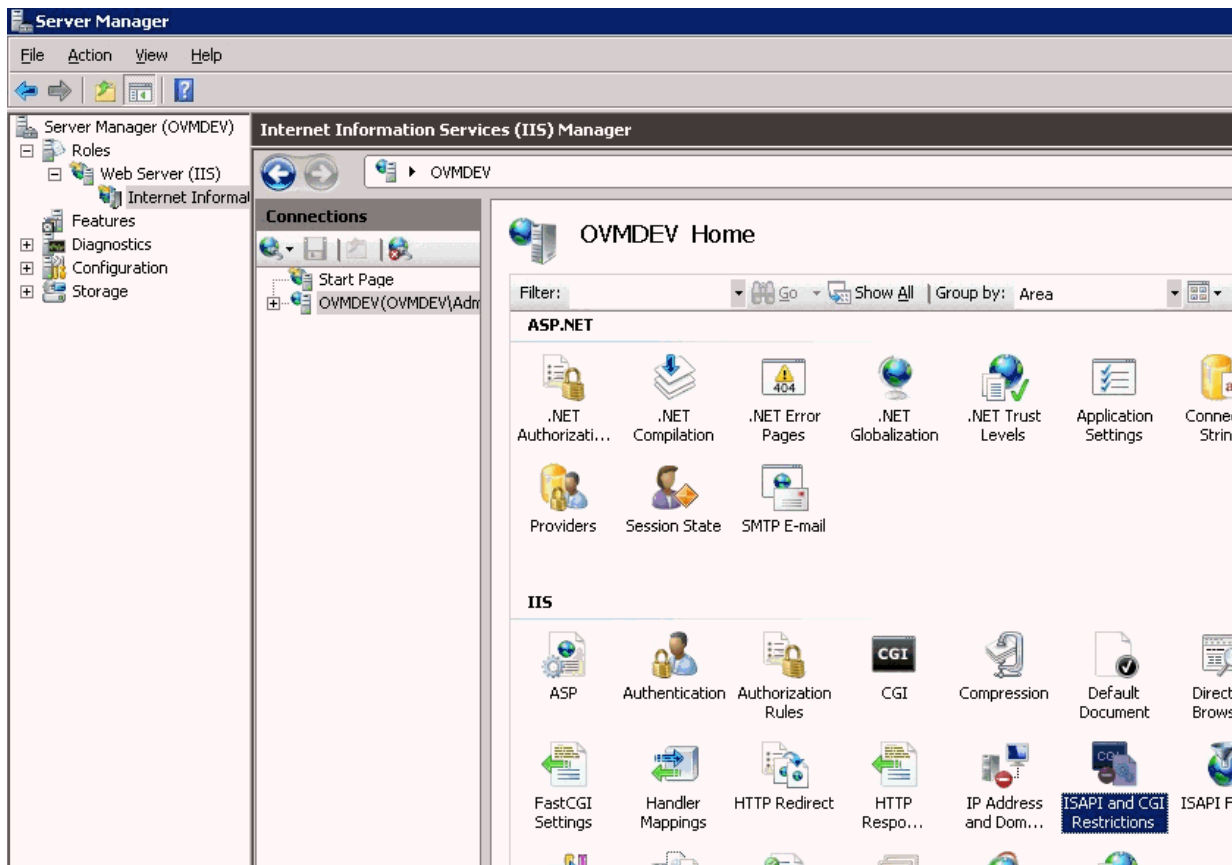 Server Manager
File Action View Help
Server Manager (OVMDEV)
Roles
Web Server (IIS)
Internet Informa
Features
Diagnostics
Configuration
Storage
Internet Information Services (IIS) Manager
OVMDEV
Connections
Start Page
OVMDEV (OVMDEV\Adm
OVMDEV Home
Filter: Go Show All Group by: Area
ASP.NET
.NET Authorizati...
.NET Compilation
.NET Error Pages
.NET Globalization
.NET Trust Levels
Application Settings
Connec
Strin
Providers
Session State
SMTP E-mail
IIS
ASP
Authentication
Authorization Rules
CGI
CGI
Compression
Default Document
Direct
Brows
FastCGI Settings
Handler Mappings
HTTP Redirect
HTTP Respo...
IP Address and Dom...
ISAPI and CGI Restrictions
ISAPI F
404